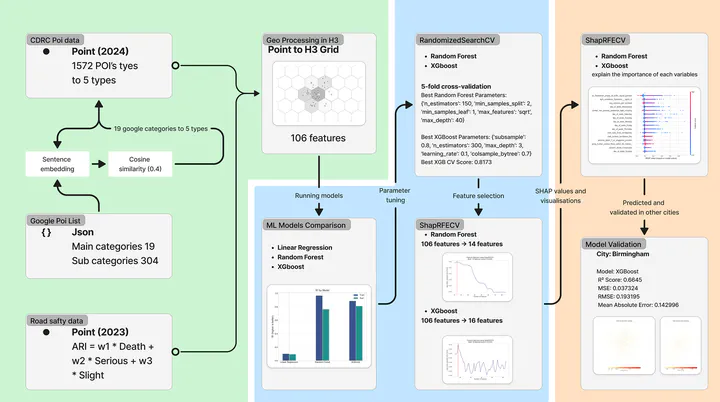 CDRC Poi data
Point (2024)
1572 POI's tyes
to 5 types
19 google categories to 5 types
Sentence
embedding
Cosine
similarity (0.4)
Google Poi List
{ }
Json
Main categories 19
Sub categories 304
Road safty data
Point (2023)
ARI = w1 * Death +
w2 * Serious + w3
* Slight
Geo Processing in H3
Point to H3 Grid
106 features
Running models
ML Models Comparison
Linear Regression
Random Forest
XGboost
Parameter
tuning
RandomizedSearchCV
Random Forest
XGboost
5-fold cross-validation
Best Random Forest Parameters:
{'n_estimators': 150, 'min_samples_split': 2,
'min_samples_leaf': 1, 'max_features': 'sqrt',
'max_depth': 40}
Best XGBoost Parameters: {'subsample':
0.8, 'n_estimators': 300, 'max_depth': 3,
'learning_rate': 0.1, 'colsample_bytree': 0.7}
Best XGB CV Score: 0.8173
Feature selection
ShapRFECV
Random Forest
106 features → 14 features
XGboost
106 features → 16 features
SHAP values and
visualisations
ShapRFECV
Random Forest
XGboost
explain the importance of each variables
Predicted and
validated in other cities
Model Validation
City: Birmingham
Model: XGBoost
R² Score: 0.6645
MSE: 0.037324
RMSE: 0.193195
Mean Absolute Error: 0.142996